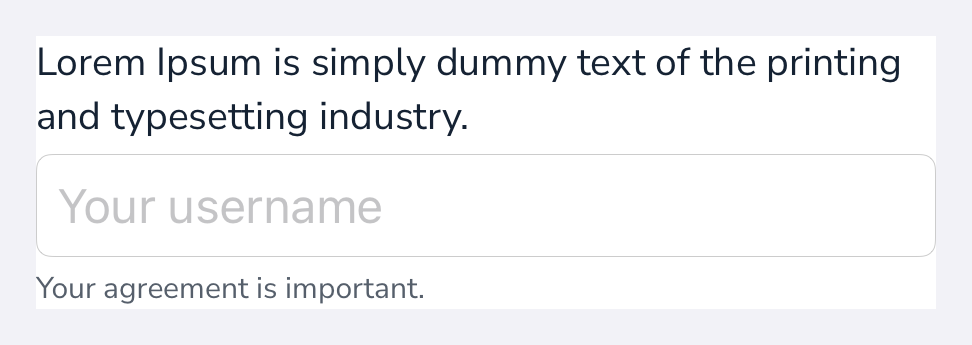 Lorem Ipsum is simply dummy text of the printing
and typesetting industry.
Your username
Your agreement is important.